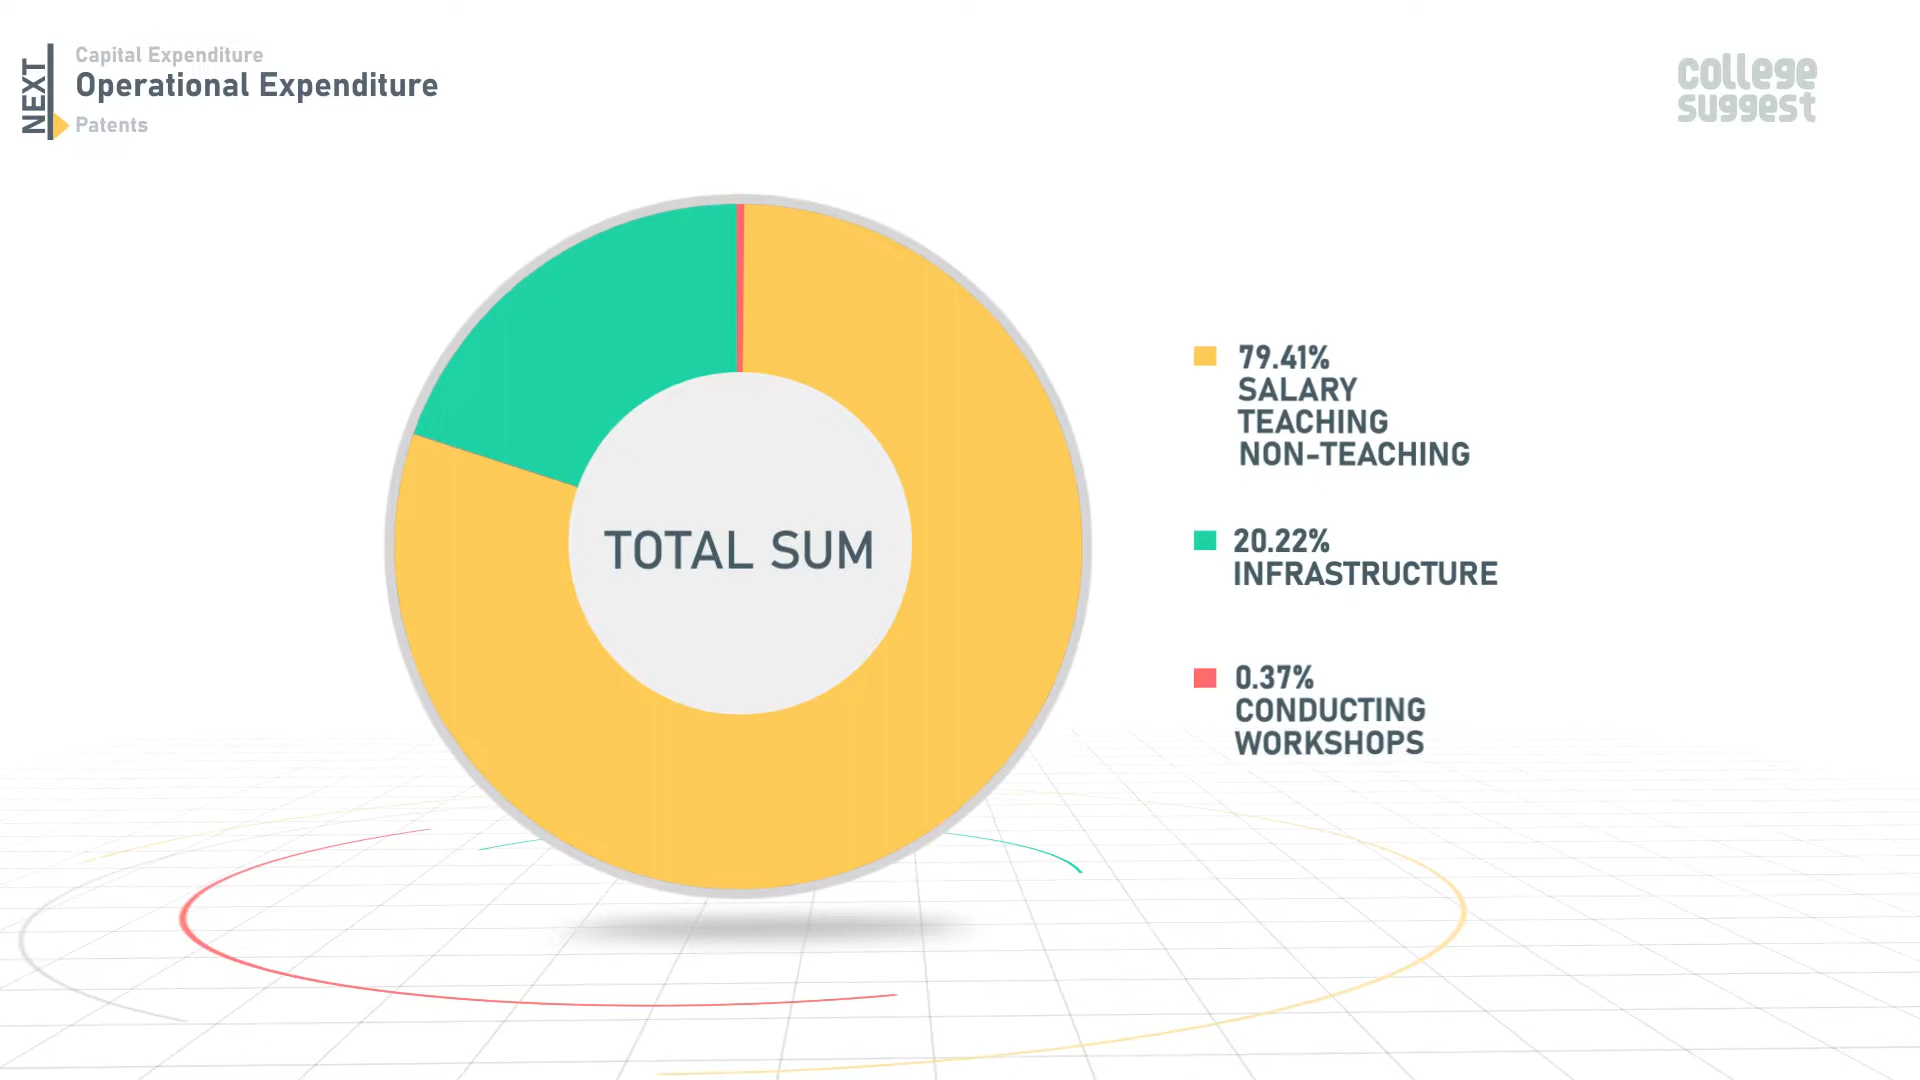 NEXT
Capital Expenditure
Operational Expenditure
Patents
college
suggest
TOTAL SUM
79.41%
SALARY
TEACHING
NON-TEACHING
20.22%
INFRASTRUCTURE
0.37%
CONDUCTING
WORKSHOPS